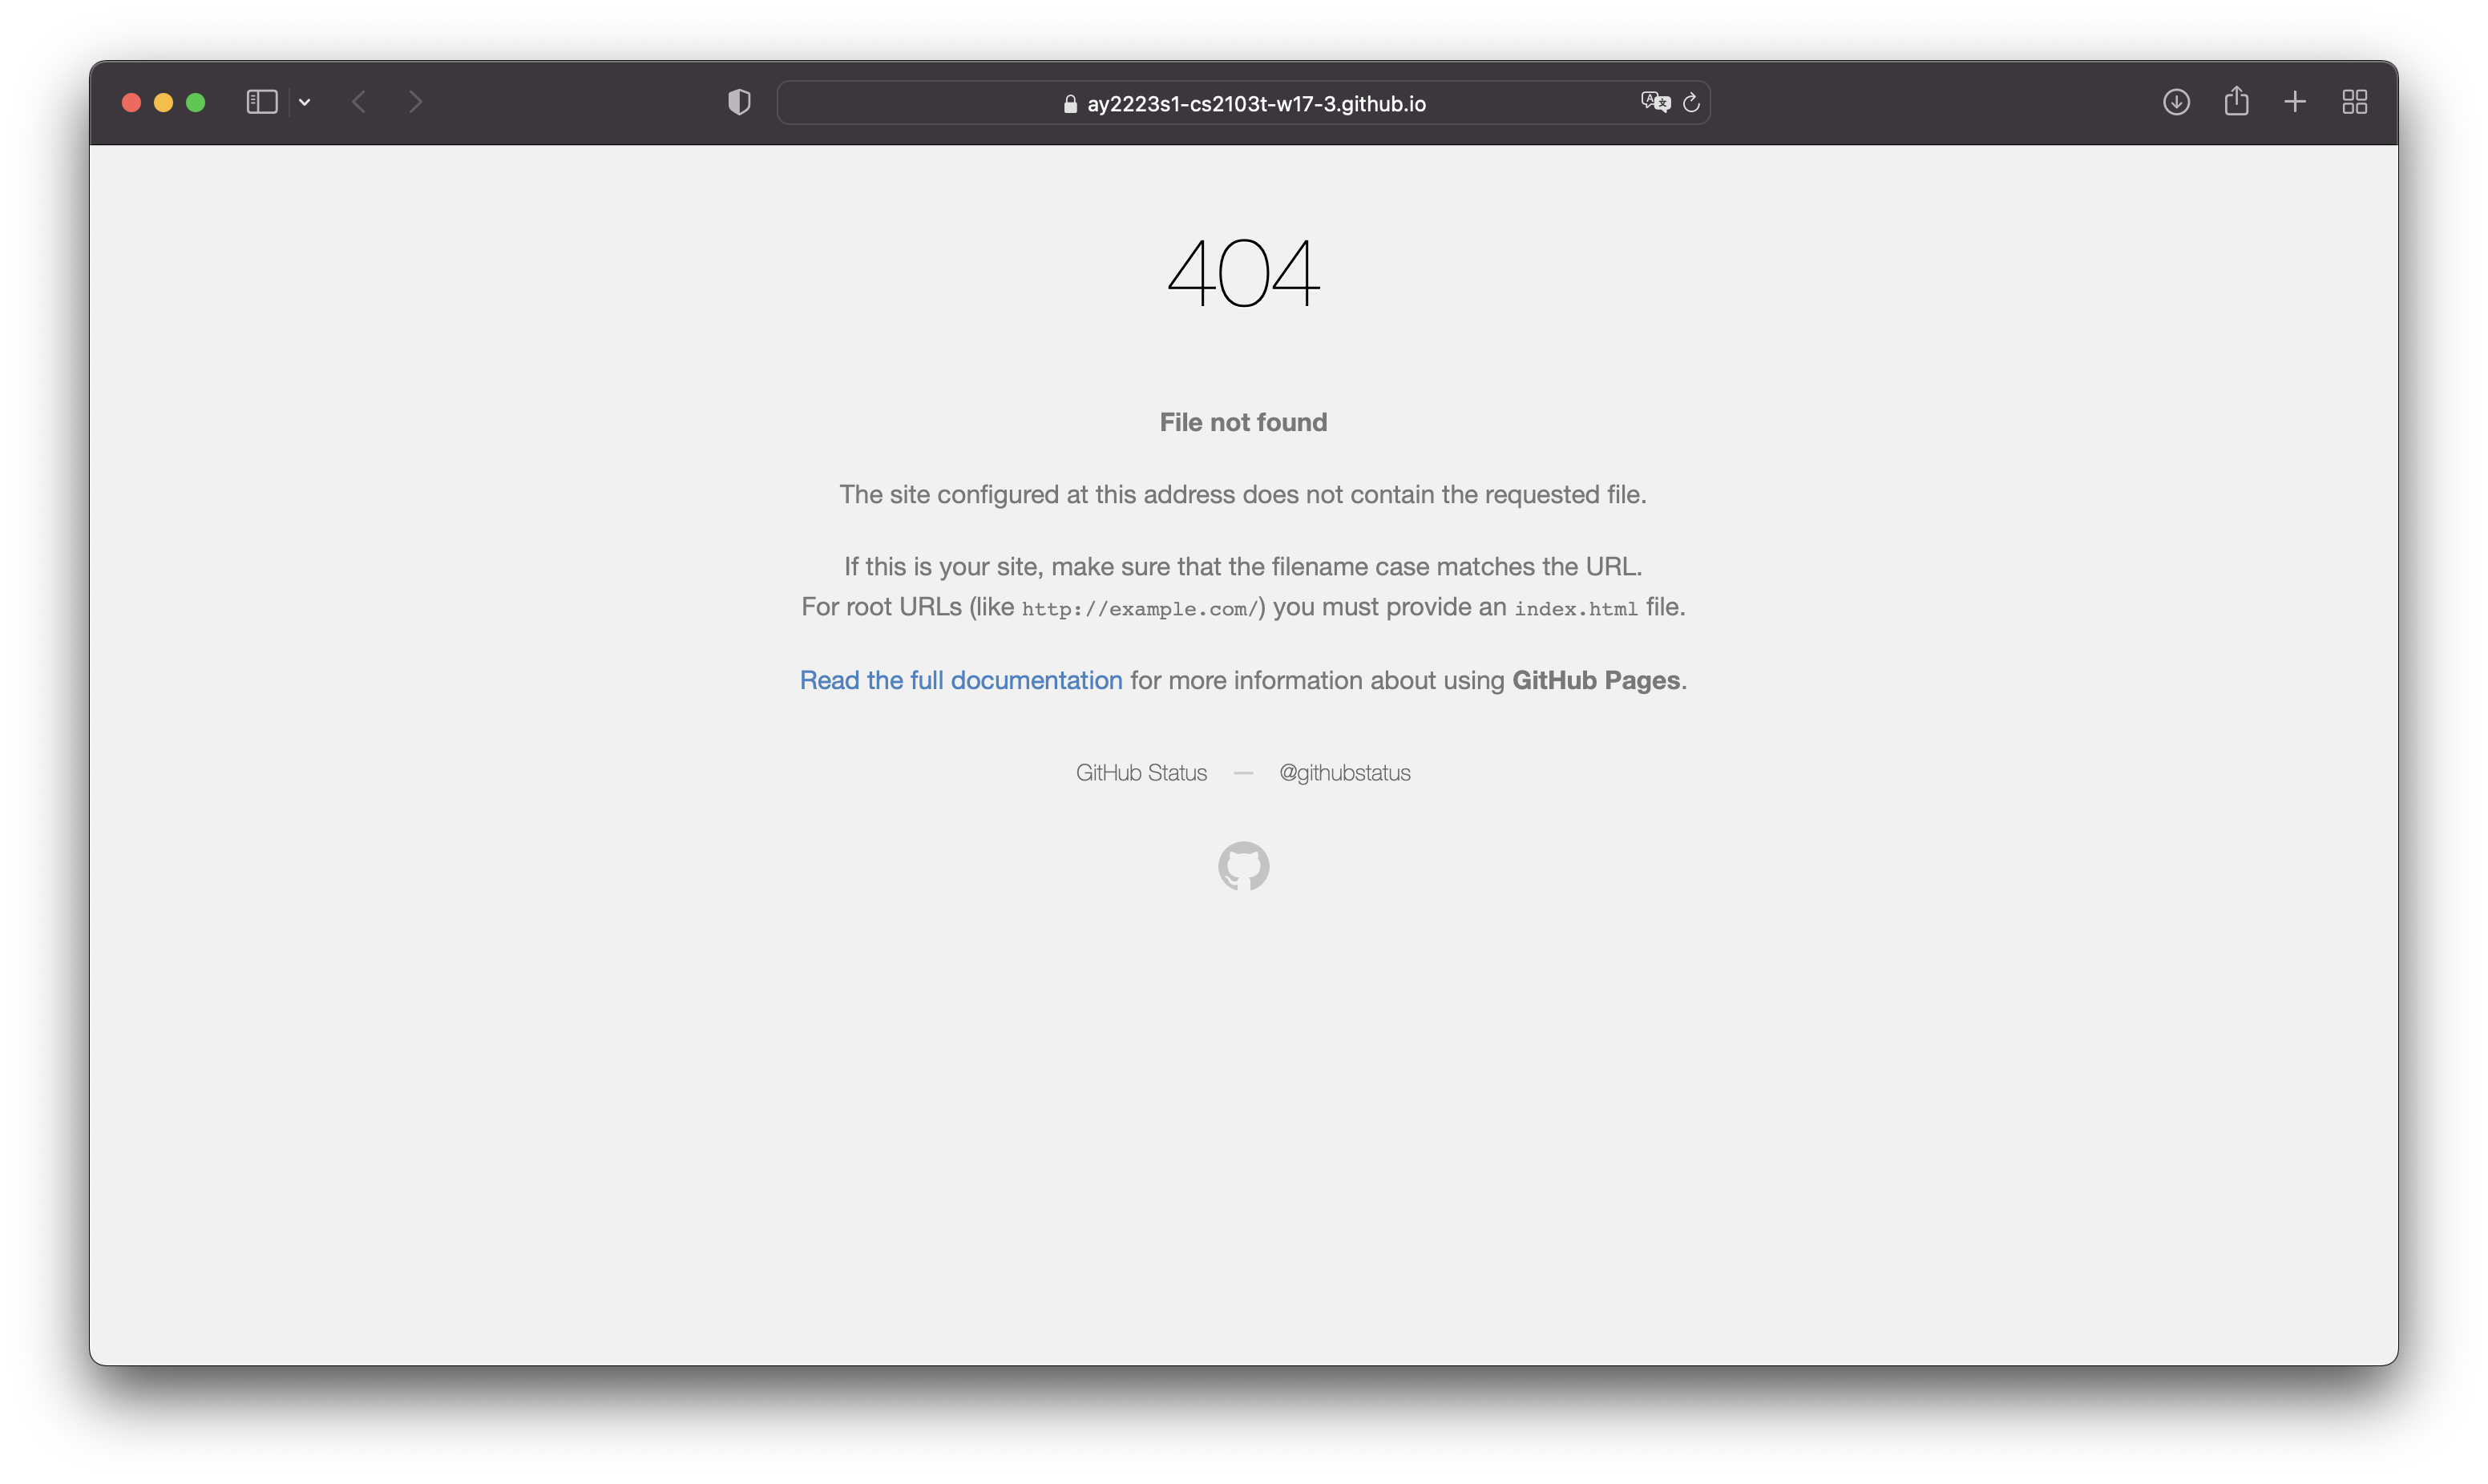 ay2223s1-cs2103t-w17-3.github.io
404
File not found
The site configured at this address does not contain the requested file.
If this is your site, make sure that the filename case matches the URL.
For root URLs (like http://example.com/) you must provide an index.html file.
Read the full documentation for more information about using GitHub Pages.
GitHub Status — @githubstatus